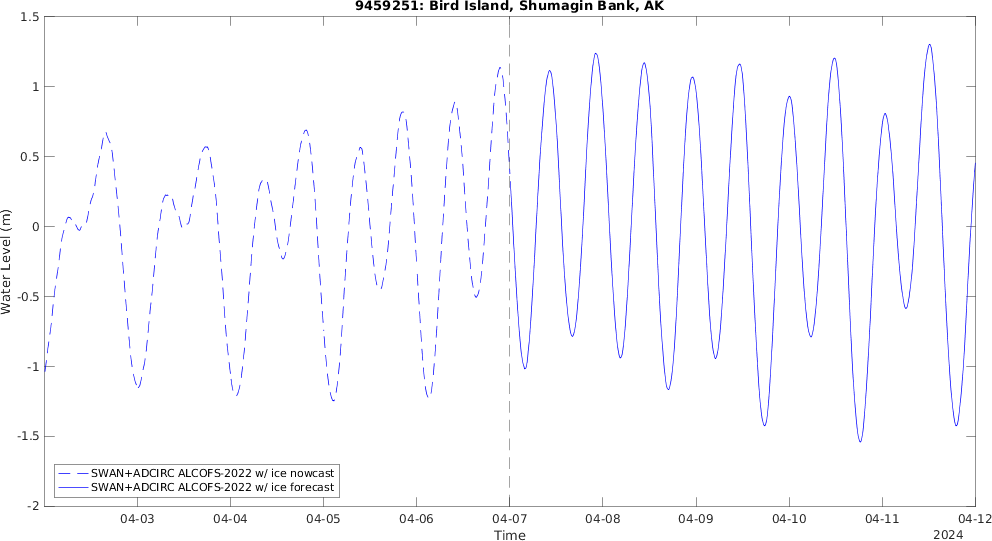 9459251: Bird Island, Shumagin Bank, AK
1.5
1
0.5
0
-0.5
-1
-1.5
-2
Water Level (m)
SWAN+ADCIRC ALCOFS-2022 w/ ice nowcast
SWAN+ADCIRC ALCOFS-2022 w/ ice forecast
04-03 04-04 04-05 04-06 04-07 04-08 04-09 04-10 04-11 04-12
Time
2024